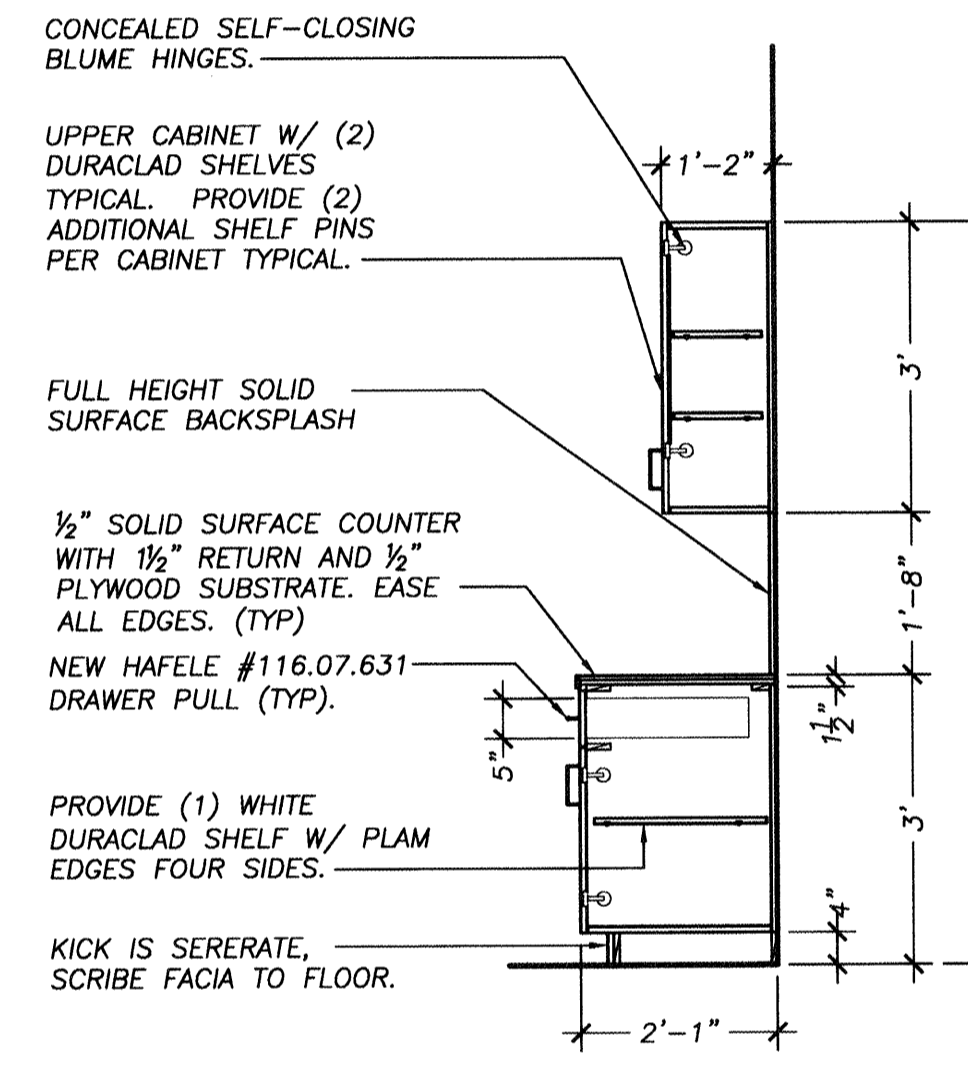 CONCEALED SELF-CLOSING
BLUME HINGES.
UPPER CABINET W/ (2)
DURACLAD SHELVES
TYPICAL. PROVIDE (2)
ADDITIONAL SHELF PINS
PER CABINET TYPICAL.
FULL HEIGHT SOLID
SURFACE BACKSPLASH
½" SOLID SURFACE COUNTER
WITH 1½" RETURN AND ½"
PLYWOOD SUBSTRATE. EASE
ALL EDGES. (TYP)
NEW HAFELE #116.07.631
DRAWER PULL (TYP).
PROVIDE (1) WHITE
DURACLAD SHELF W/ PLAM
EDGES FOUR SIDES.
KICK IS SERERATE,
SCRIBE FACIA TO FLOOR.
1'-2"
3'
1'-8"
1½"
5"
3'
4"
2'-1"